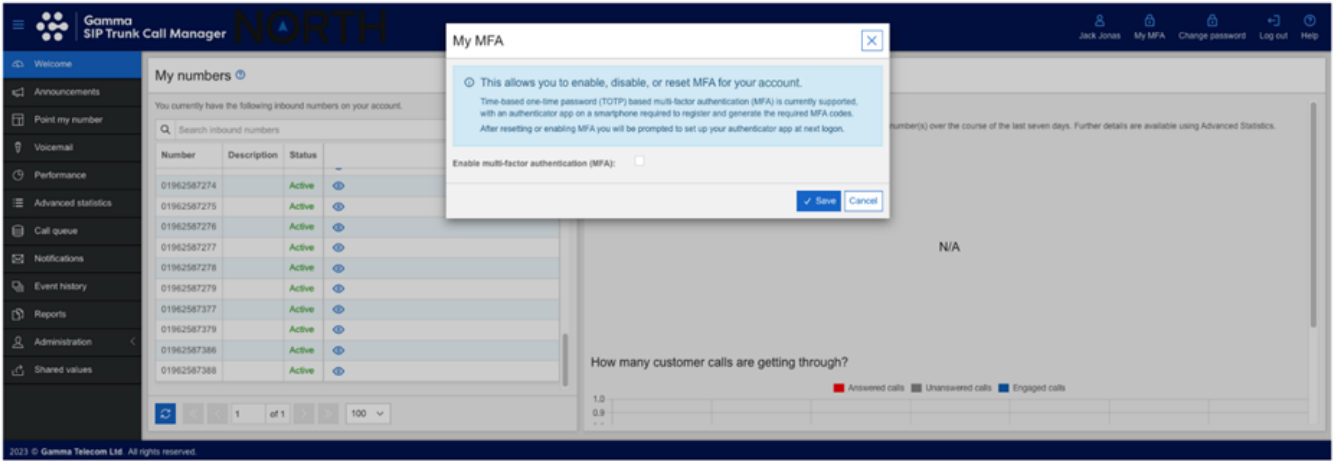 Gamma
SIP Trunk Call Manager
NORTH
Jack Jonas
My MFA
Change password
Log out
Help
Welcome
Announcements
Point my number
Voicemail
Performance
Advanced statistics
Call queue
Notifications
Event history
Reports
Administration
Shared values
My numbers
You currently have the following inbound numbers on your account.
Search inbound numbers
Number Description Status
01962587274 Active
01962587275 Active
01962587276 Active
01962587277 Active
01962587278 Active
01962587279 Active
01962587377 Active
01962587379 Active
01962587386 Active
01962587388 Active
1 of 1 100
My MFA
This allows you to enable, disable, or reset MFA for your account.
Time-based one-time password (TOTP) based multi-factor authentication (MFA) is currently supported,
with an authenticator app on a smartphone required to register and generate the required MFA codes.
After resetting or enabling MFA you will be prompted to set up your authenticator app at next logon.
Enable multi-factor authentication (MFA):
Save Cancel
number(s) over the course of the last seven days. Further details are available using Advanced Statistics.
N/A
How many customer calls are getting through?
Answered calls Unanswered calls Engaged calls
1.0
0.9
2023 © Gamma Telecom Ltd. All rights reserved.